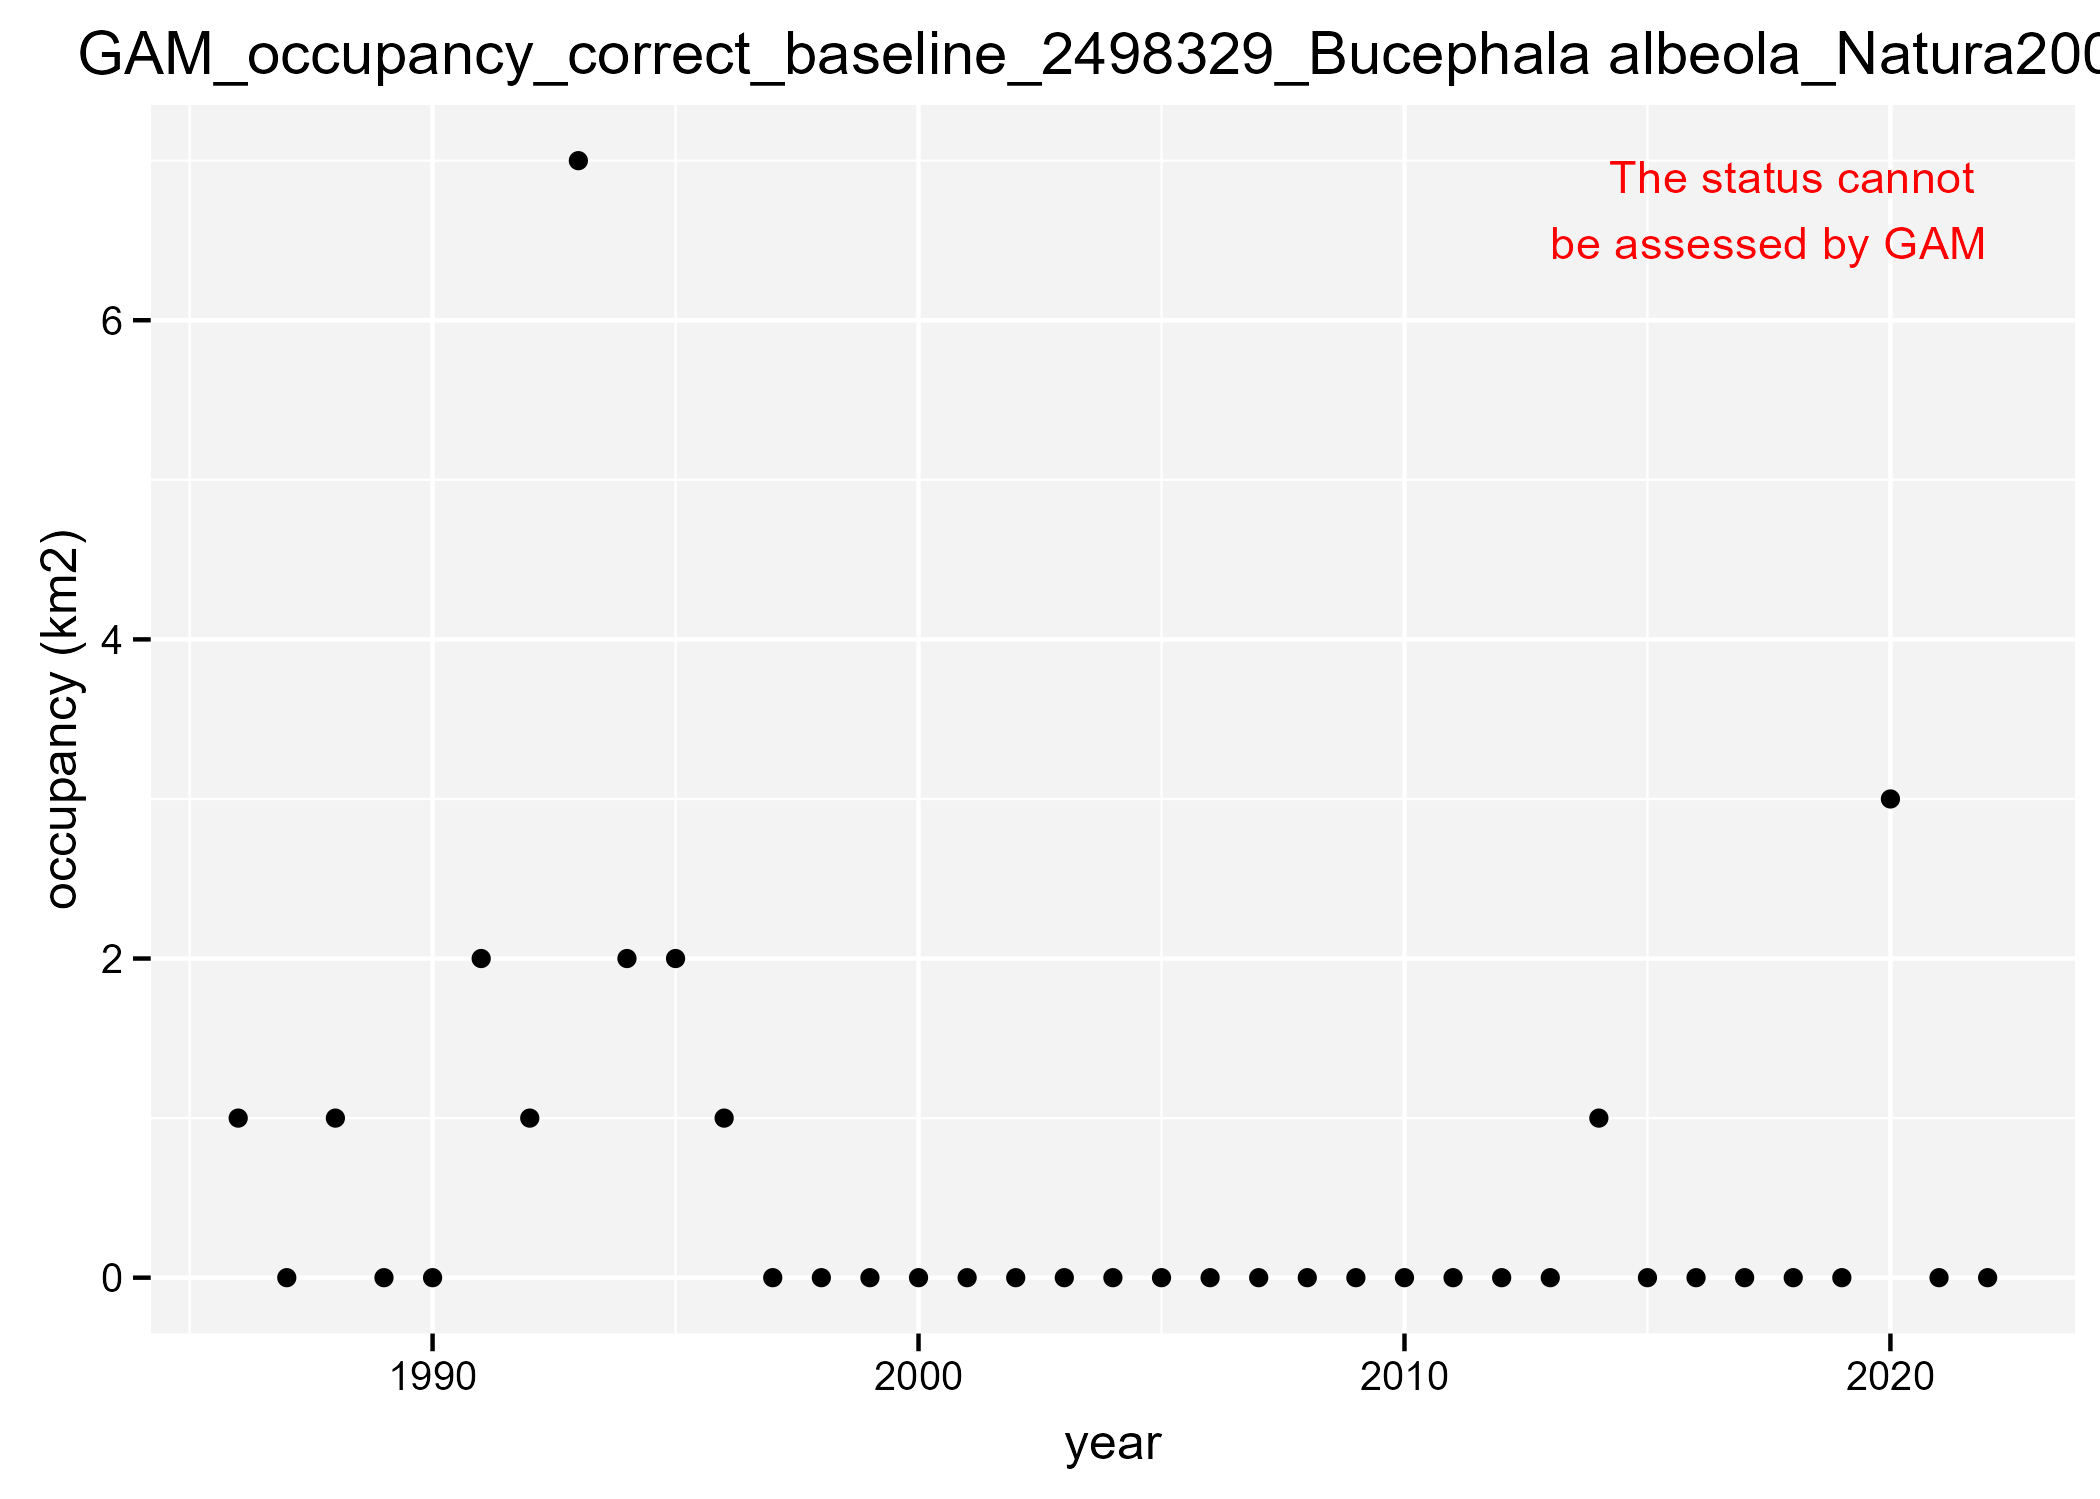 GAM_occupancy_correct_baseline_2498329_Bucephala albeola_Natura200
The status cannot
be assessed by GAM
6
4
2
0
occupancy (km2)
1990 2000 2010 2020
year